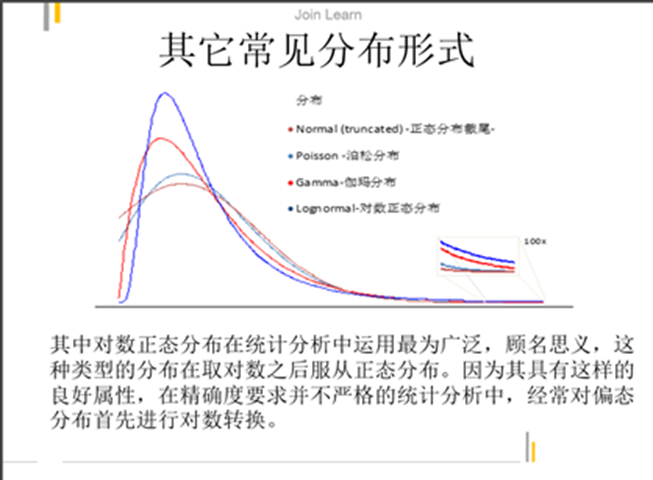 Join Learn
其它常见分布形式
分布
Normal (truncated) -正态分布截尾-
Poisson -泊松分布
Gamma-伽玛分布
Lognormal-对数正态分布
100x
其中对数正态分布在统计分析中运用最为广泛，顾名思义，这
种类型的分布在取对数之后服从正态分布。因为其具有这样的
良好属性，在精确度要求并不严格的统计分析中，经常对偏态
分布首先进行对数转换。